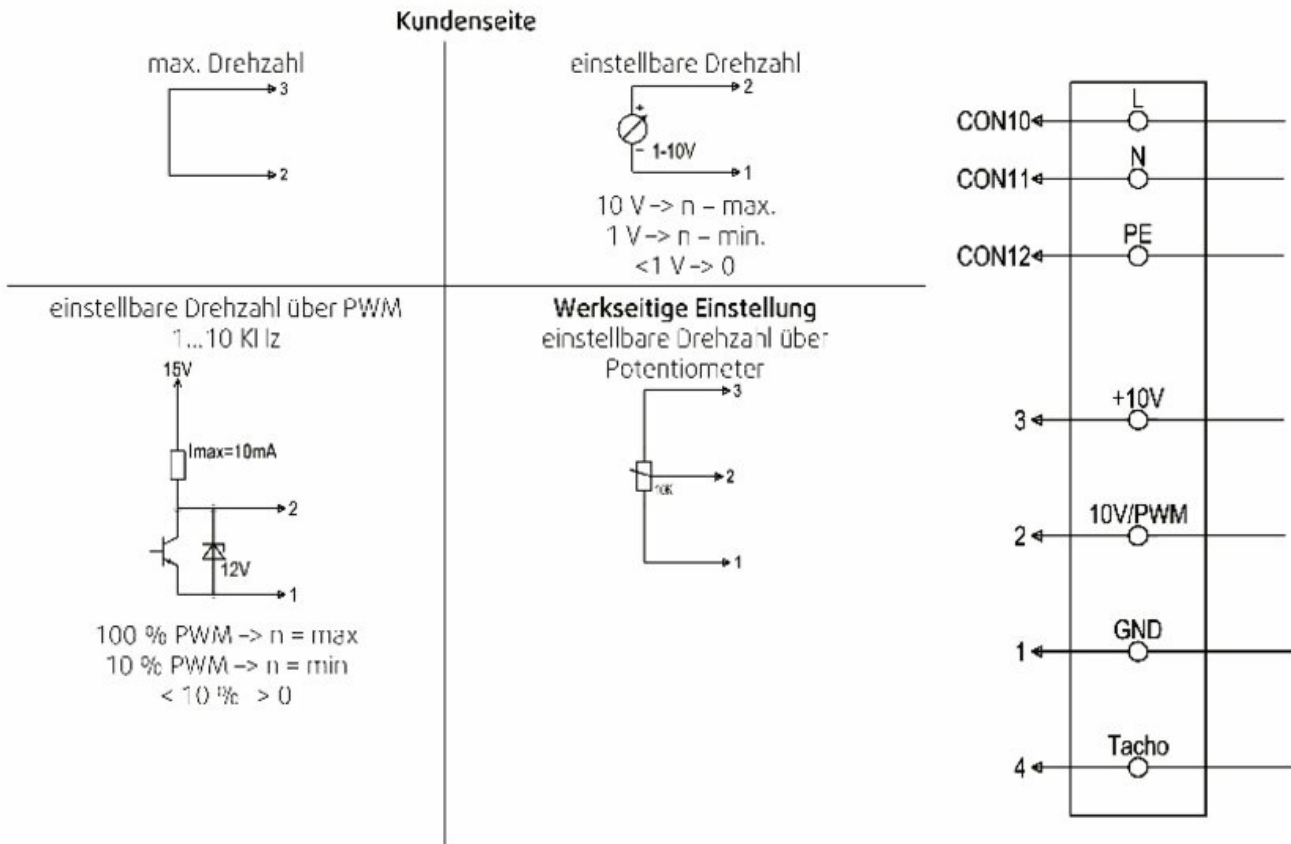 Kundenseite
max. Drehzahl
3
2
einstellbare Drehzahl
2
+
– 1-10V
1
10 V –> n – max.
1 V –> n – min.
<1 V –> 0
einstellbare Drehzahl über PWM
1...10 KHz
15V
Imax=10mA
2
12V
1
100 % PWM –> n = max
10 % PWM –> n = min
< 10 % > 0
Werkseitige Einstellung
einstellbare Drehzahl über
Potentiometer
3
2
10K
1
L
CON10
N
CON11
PE
CON12
+10V
3
10V/PWM
2
GND
1
Tacho
4